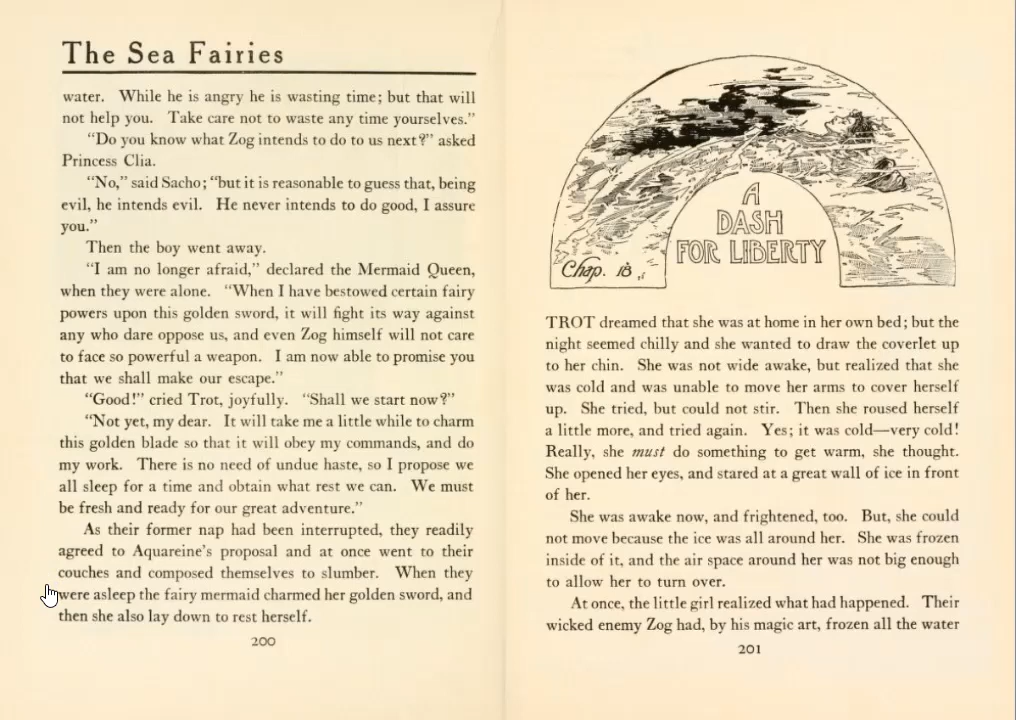 The Sea Fairies
water. While he is angry he is wasting time; but that will
not help you. Take care not to waste any time yourselves.”
“Do you know what Zog intends to do to us next?” asked
Princess Clia.
“No,” said Sacho; “but it is reasonable to guess that, being
evil, he intends evil. He never intends to do good, I assure
you.”
Then the boy went away.
“I am no longer afraid,” declared the Mermaid Queen,
when they were alone. “When I have bestowed certain fairy
powers upon this golden sword, it will fight its way against
any who dare oppose us, and even Zog himself will not care
to face so powerful a weapon. I am now able to promise you
that we shall make our escape.”
“Good!” cried Trot, joyfully. “Shall we start now?”
“Not yet, my dear. It will take me a little while to charm
this golden blade so that it will obey my commands, and do
my work. There is no need of undue haste, so I propose we
all sleep for a time and obtain what rest we can. We must
be fresh and ready for our great adventure.”
As their former nap had been interrupted, they readily
agreed to Aquareine’s proposal and at once went to their
couches and composed themselves to slumber. When they
were asleep the fairy mermaid charmed her golden sword, and
then she also lay down to rest herself.
200
A
DASH
FOR LIBERTY
Chap. 18
TROT dreamed that she was at home in her own bed; but the
night seemed chilly and she wanted to draw the coverlet up
to her chin. She was not wide awake, but realized that she
was cold and was unable to move her arms to cover herself
up. She tried, but could not stir. Then she roused herself
a little more, and tried again. Yes; it was cold—very cold!
Really, she must do something to get warm, she thought.
She opened her eyes, and stared at a great wall of ice in front
of her.
She was awake now, and frightened, too. But, she could
not move because the ice was all around her. She was frozen
inside of it, and the air space around her was not big enough
to allow her to turn over.
At once, the little girl realized what had happened. Their
wicked enemy Zog had, by his magic art, frozen all the water
201